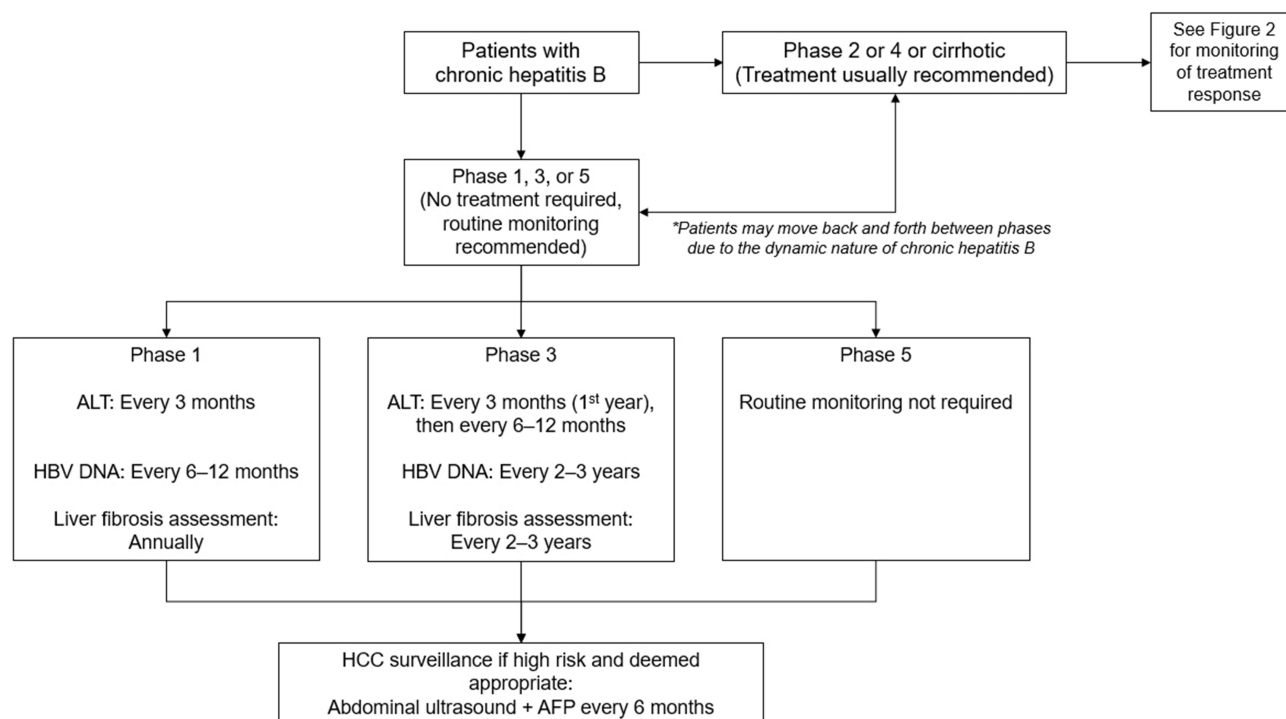 Patients with
chronic hepatitis B
Phase 2 or 4 or cirrhotic
(Treatment usually recommended)
See Figure 2
for monitoring
of treatment
response
Phase 1, 3, or 5
(No treatment required,
routine monitoring
recommended)
*Patients may move back and forth between phases
due to the dynamic nature of chronic hepatitis B
Phase 1
ALT: Every 3 months
HBV DNA: Every 6–12 months
Liver fibrosis assessment:
Annually
Phase 3
ALT: Every 3 months (1st year),
then every 6–12 months
HBV DNA: Every 2–3 years
Liver fibrosis assessment:
Every 2–3 years
Phase 5
Routine monitoring not required
HCC surveillance if high risk and deemed
appropriate:
Abdominal ultrasound + AFP every 6 months